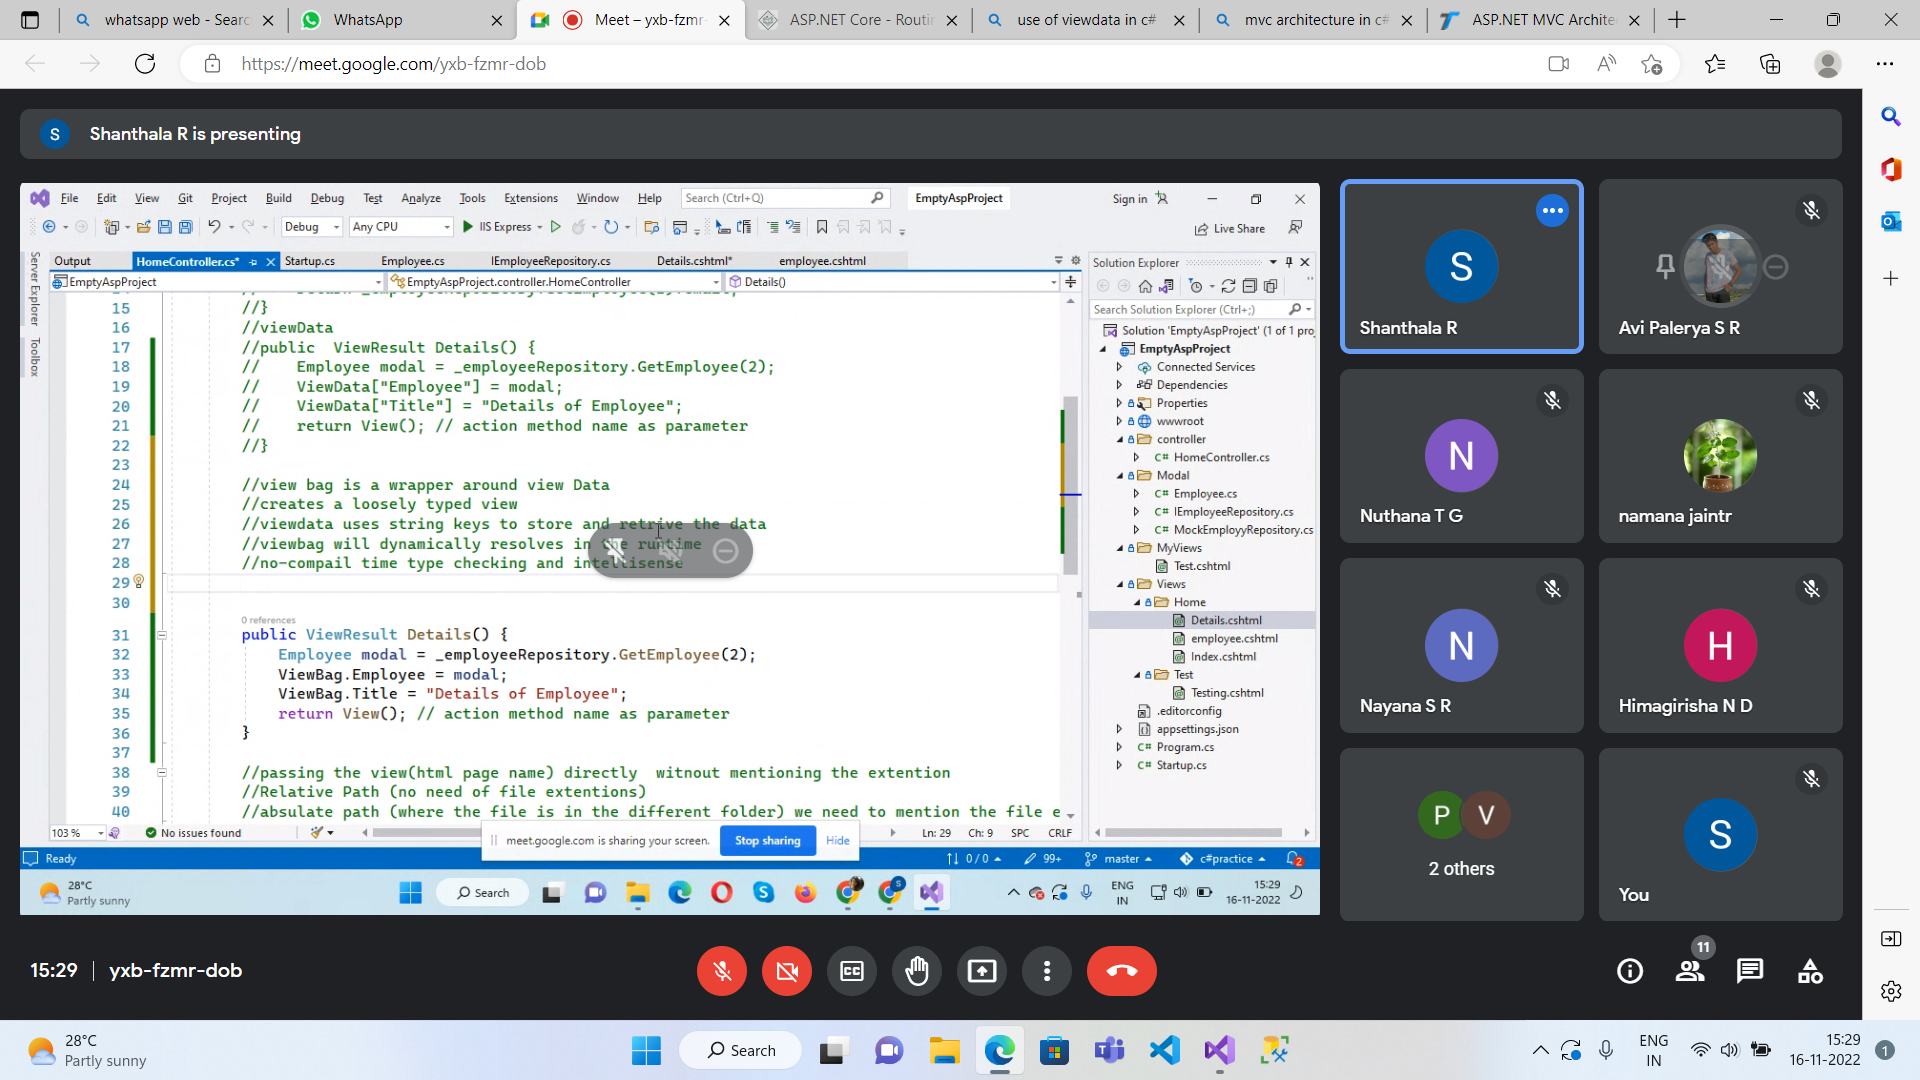 whatsapp web - Searc
WhatsApp
Meet – yxb-fzmr-
ASP.NET Core - Routin
use of viewdata in c#
mvc architecture in c#
ASP.NET MVC Archite
https://meet.google.com/yxb-fzmr-dob
S Shanthala R is presenting
File Edit View Git Project Build Debug Test Analyze Tools Extensions Window Help Search (Ctrl+Q) EmptyAspProject Sign in
Debug Any CPU IIS Express Live Share
Server Explorer
Toolbox
Output HomeController.cs* Startup.cs Employee.cs IEmployeeRepository.cs Details.cshtml* employee.cshtml
EmptyAspProject EmptyAspProject.controller.HomeController Details()
15 //}
16 //viewData
17 //public ViewResult Details() {
18 // Employee modal = _employeeRepository.GetEmployee(2);
19 // ViewData["Employee"] = modal;
20 // ViewData["Title"] = "Details of Employee";
21 // return View(); // action method name as parameter
22 //}
23
24 //view bag is a wrapper around view Data
25 //creates a loosely typed view
26 //viewdata uses string keys to store and retrive the data
27 //viewbag will dynamically resolves in the runtime
28 //no-compail time type checking and intellisense
29
30
0 references
31 public ViewResult Details() {
32 Employee modal = _employeeRepository.GetEmployee(2);
33 ViewBag.Employee = modal;
34 ViewBag.Title = "Details of Employee";
35 return View(); // action method name as parameter
36 }
37
38 //passing the view(html page name) directly witnout mentioning the extention
39 //Relative Path (no need of file extentions)
40 //absulate path (where the file is in the different folder) we need to mention the file e
103 % No issues found Ln: 29 Ch: 9 SPC CRLF
meet.google.com is sharing your screen. Stop sharing Hide
Ready 0 / 0 99+ master c#practice 2
Solution Explorer
Search Solution Explorer (Ctrl+;)
Solution 'EmptyAspProject' (1 of 1 proj
EmptyAspProject
Connected Services
Dependencies
Properties
wwwroot
controller
C# HomeController.cs
Modal
C# Employee.cs
C# IEmployeeRepository.cs
C# MockEmployyRepository.cs
MyViews
Test.cshtml
Views
Home
Details.cshtml
employee.cshtml
Index.cshtml
Test
Testing.cshtml
.editorconfig
appsettings.json
C# Program.cs
C# Startup.cs
28°C
Partly sunny
Search
ENG
IN
15:29
16-11-2022
S
Shanthala R
Avi Palerya S R
N
Nuthana T G
namana jaintr
N
Nayana S R
H
Himagirisha N D
P V
2 others
S
You
15:29 yxb-fzmr-dob
CC
11
28°C
Partly sunny
Search
ENG
IN
15:29
16-11-2022
1